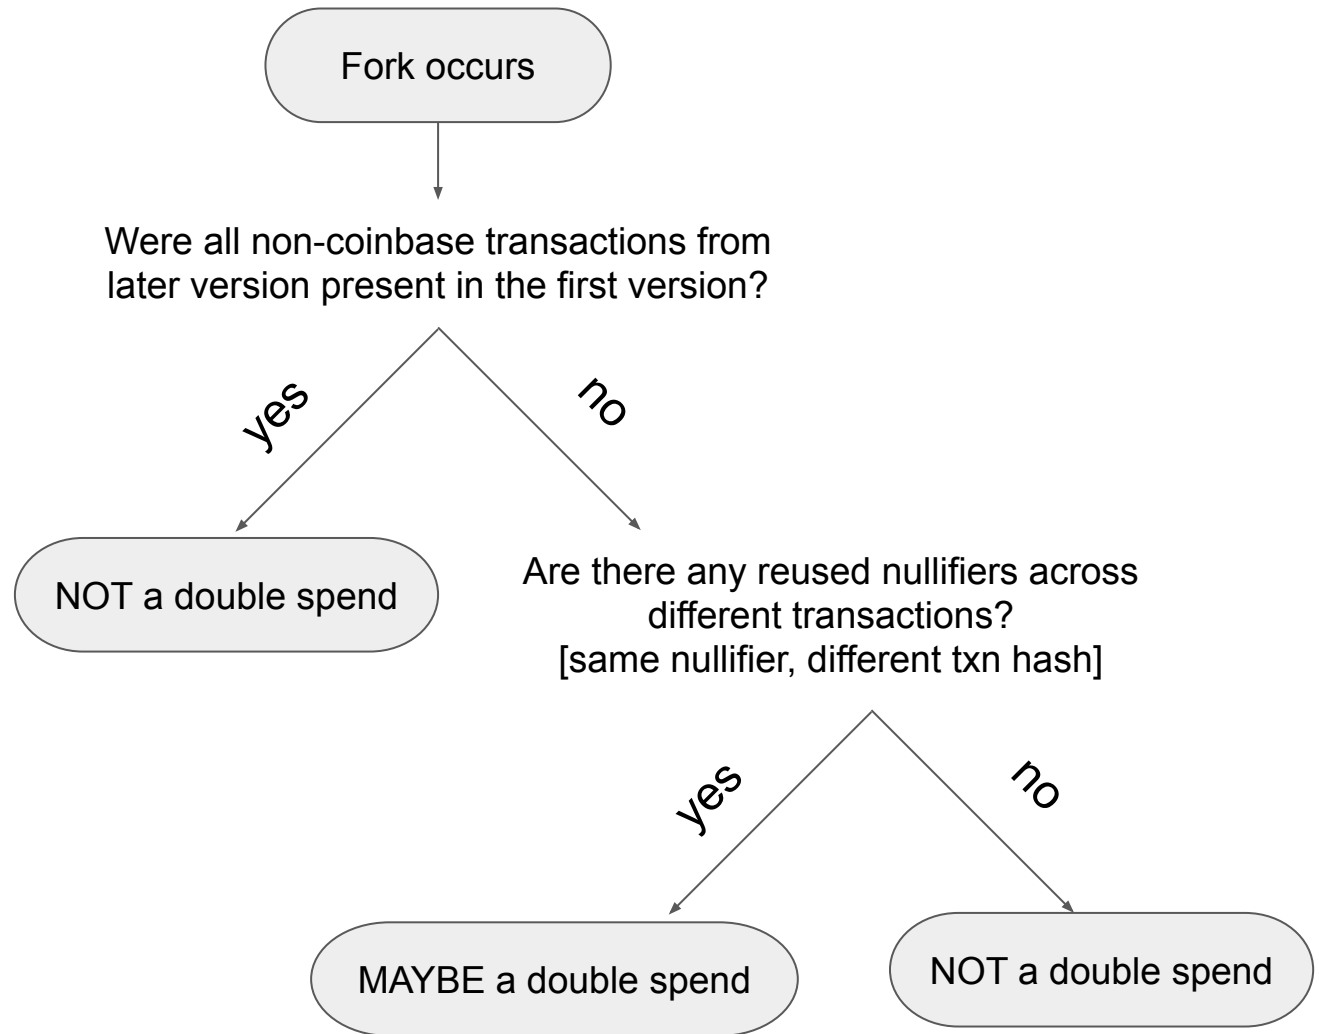 Fork occurs
Were all non-coinbase transactions from
later version present in the first version?
yes
no
NOT a double spend
Are there any reused nullifiers across
different transactions?
[same nullifier, different txn hash]
yes
no
MAYBE a double spend
NOT a double spend